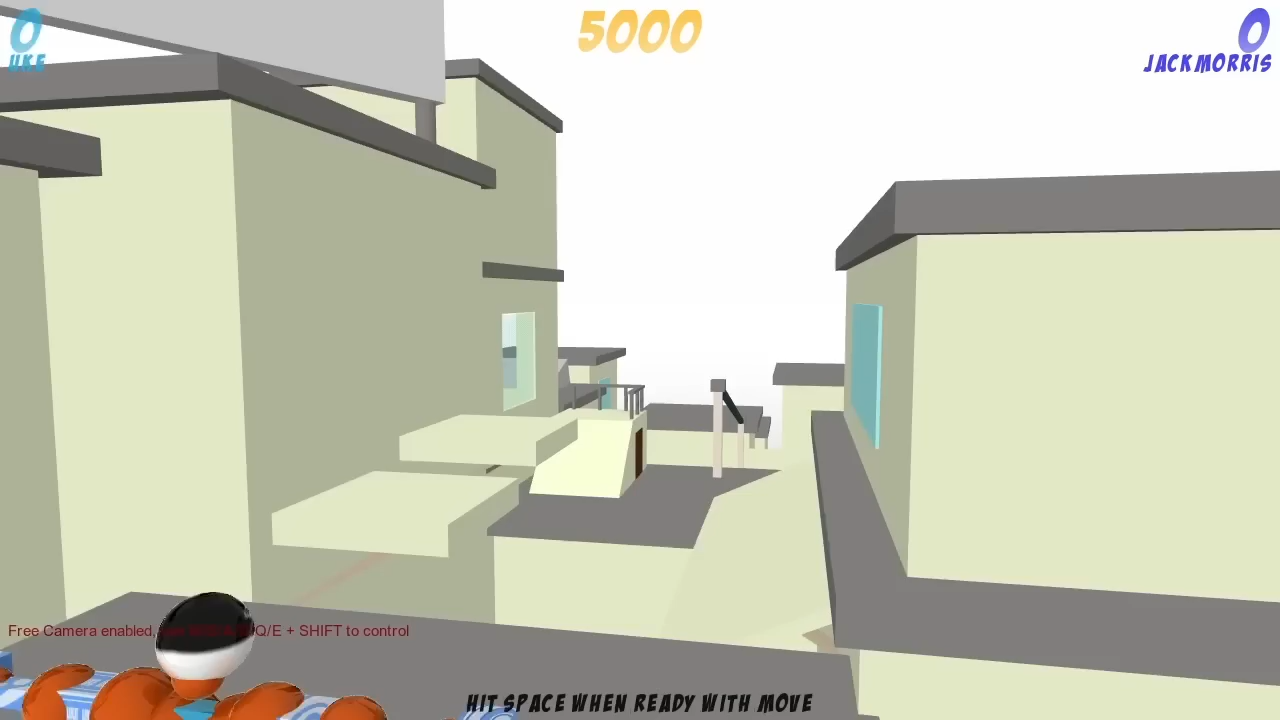 0
UKE
5000
0
JACKMORRIS
Free Camera enabled, Q/E + SHIFT to control
HIT SPACE WHEN READY WITH MOVE